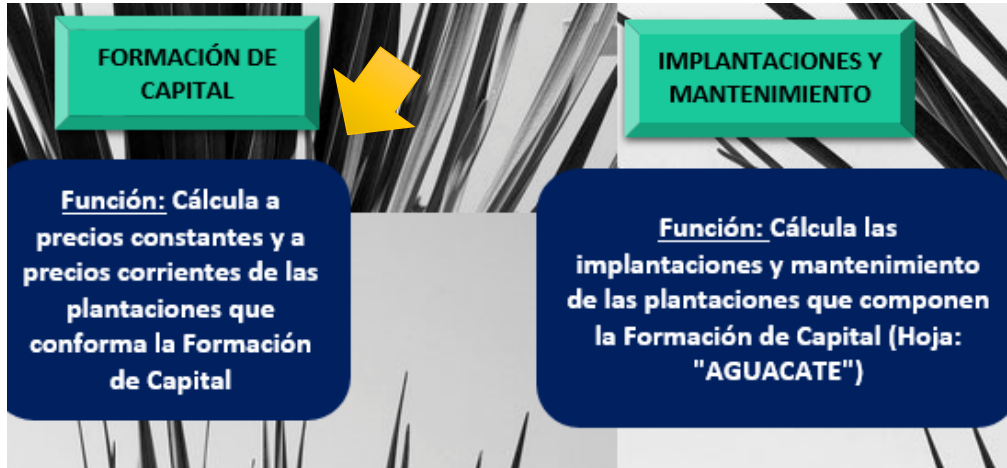 FORMACIÓN DE
CAPITAL
Función: Cálcula a
precios constantes y a
precios corrientes de las
plantaciones que
conforma la Formación
de Capital
IMPLANTACIONES Y
MANTENIMIENTO
Función: Cálcula las
implantaciones y mantenimiento
de las plantaciones que componen
la Formación de Capital (Hoja:
"AGUACATE")